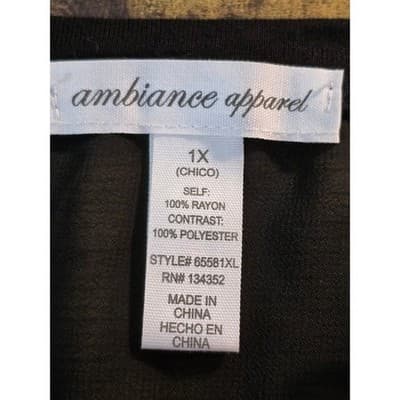 ambiance apparel
1X
(CHICO)
SELF:
100% RAYON
CONTRAST:
100% POLYESTER
STYLE# 65581XL
RN# 134352
MADE IN
CHINA
HECHO EN
CHINA